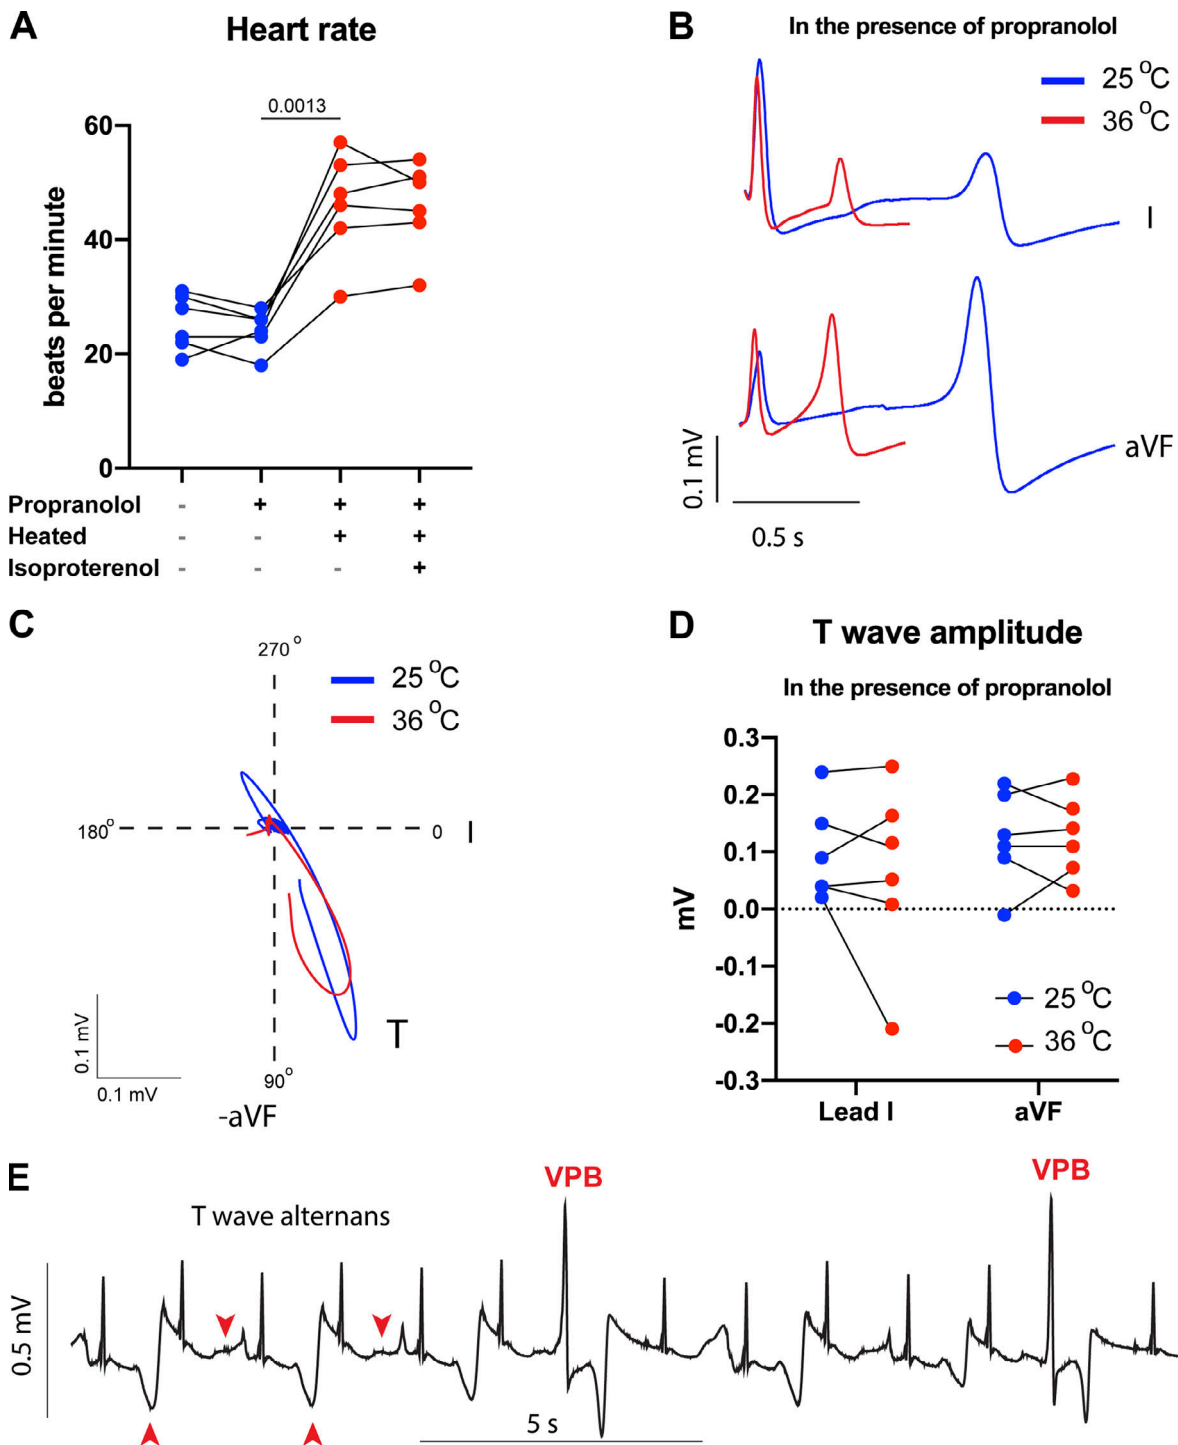 A
Heart rate
0.0013
60
40
20
0
beats per minute
Propranolol - + + +
Heated - - + +
Isoproterenol - - - +
B
In the presence of propranolol
25 °C
36 °C
I
aVF
0.1 mV
0.5 s
C
270°
25 °C
36 °C
180°
0
I
T
0.1 mV
0.1 mV
90°
-aVF
D
T wave amplitude
In the presence of propranolol
0.3
0.2
0.1
0.0
-0.1
-0.2
-0.3
mV
25 °C
36 °C
Lead I
aVF
E
VPB
VPB
T wave alternans
0.5 mV
5 s